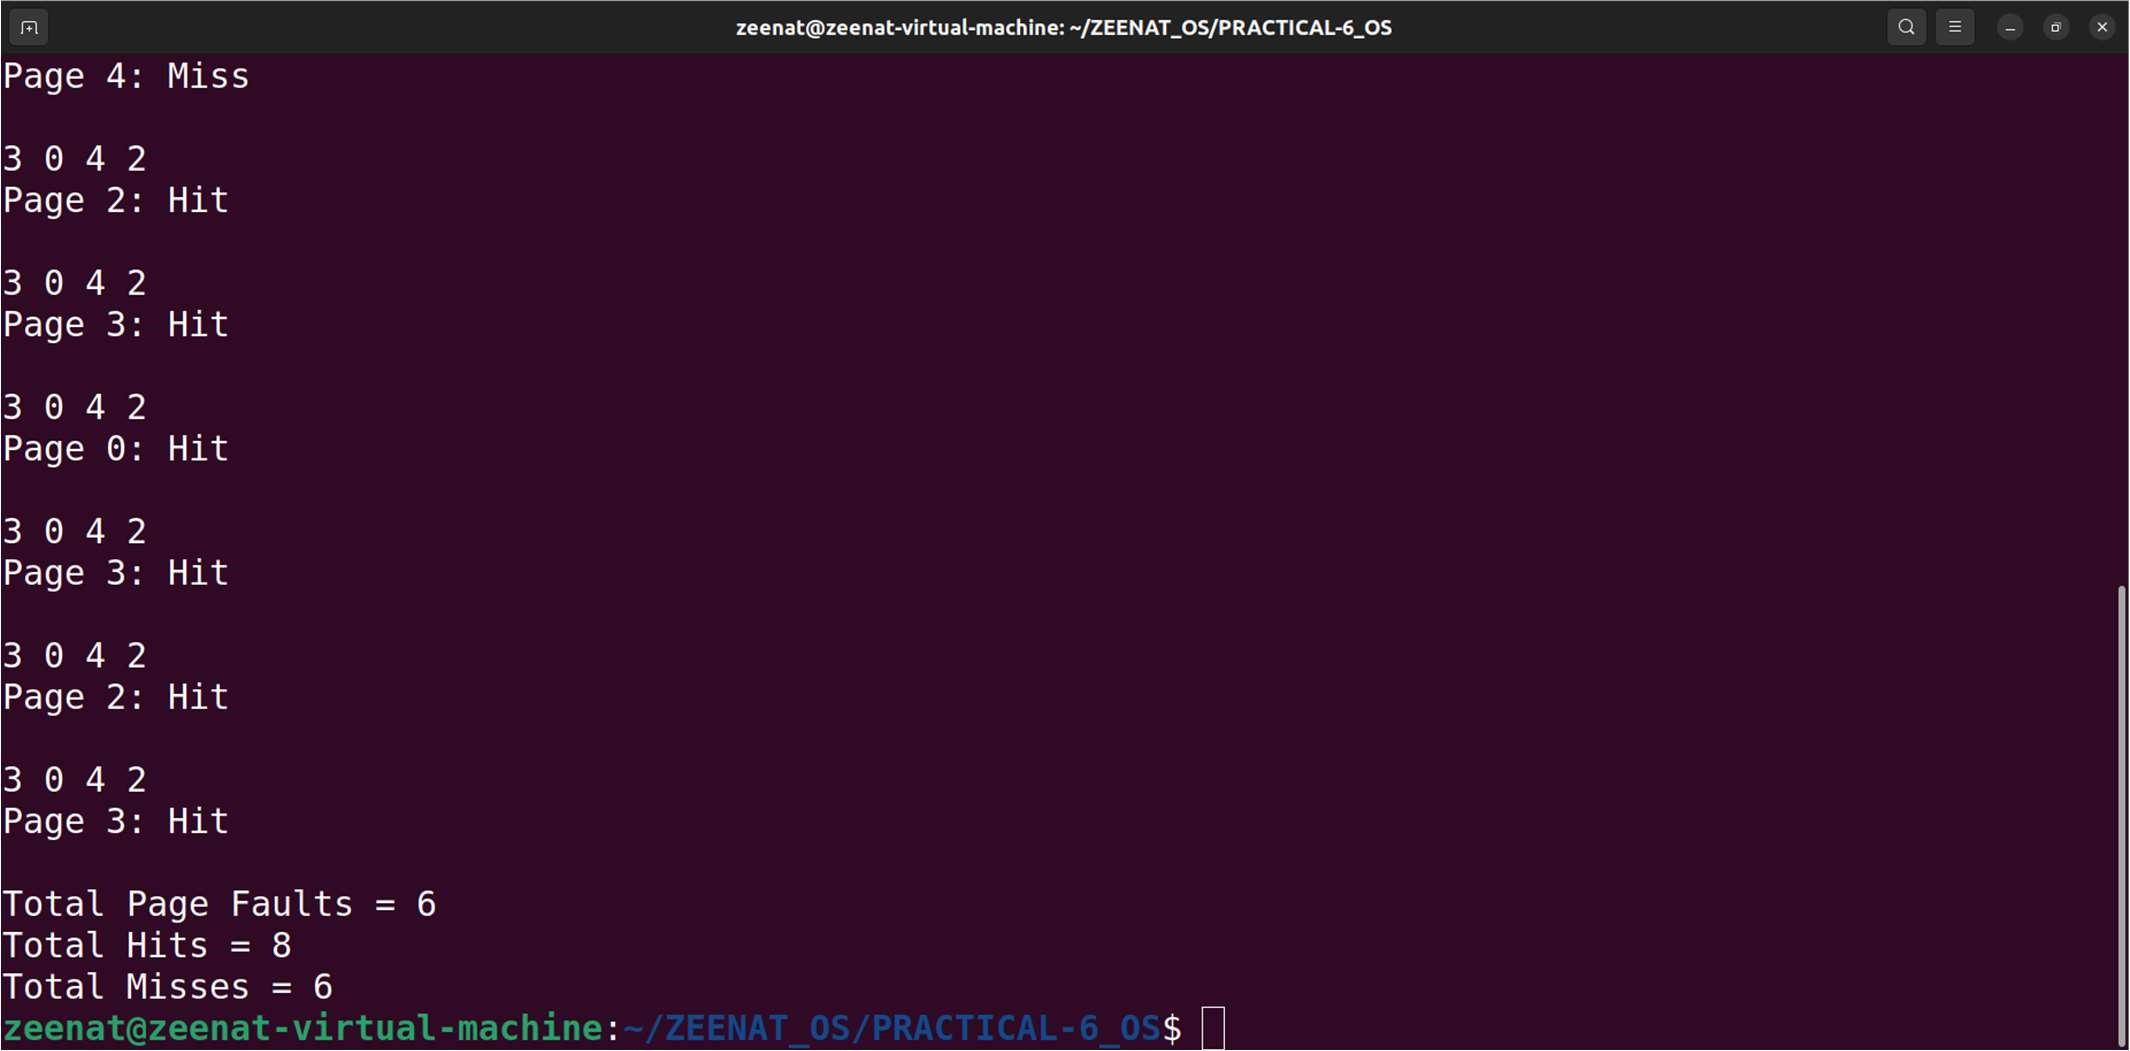 zeenat@zeenat-virtual-machine: ~/ZEENAT_OS/PRACTICAL-6_OS
Page 4: Miss
3 0 4 2
Page 2: Hit
3 0 4 2
Page 3: Hit
3 0 4 2
Page 0: Hit
3 0 4 2
Page 3: Hit
3 0 4 2
Page 2: Hit
3 0 4 2
Page 3: Hit
Total Page Faults = 6
Total Hits = 8
Total Misses = 6
zeenat@zeenat-virtual-machine:~/ZEENAT_OS/PRACTICAL-6_OS$